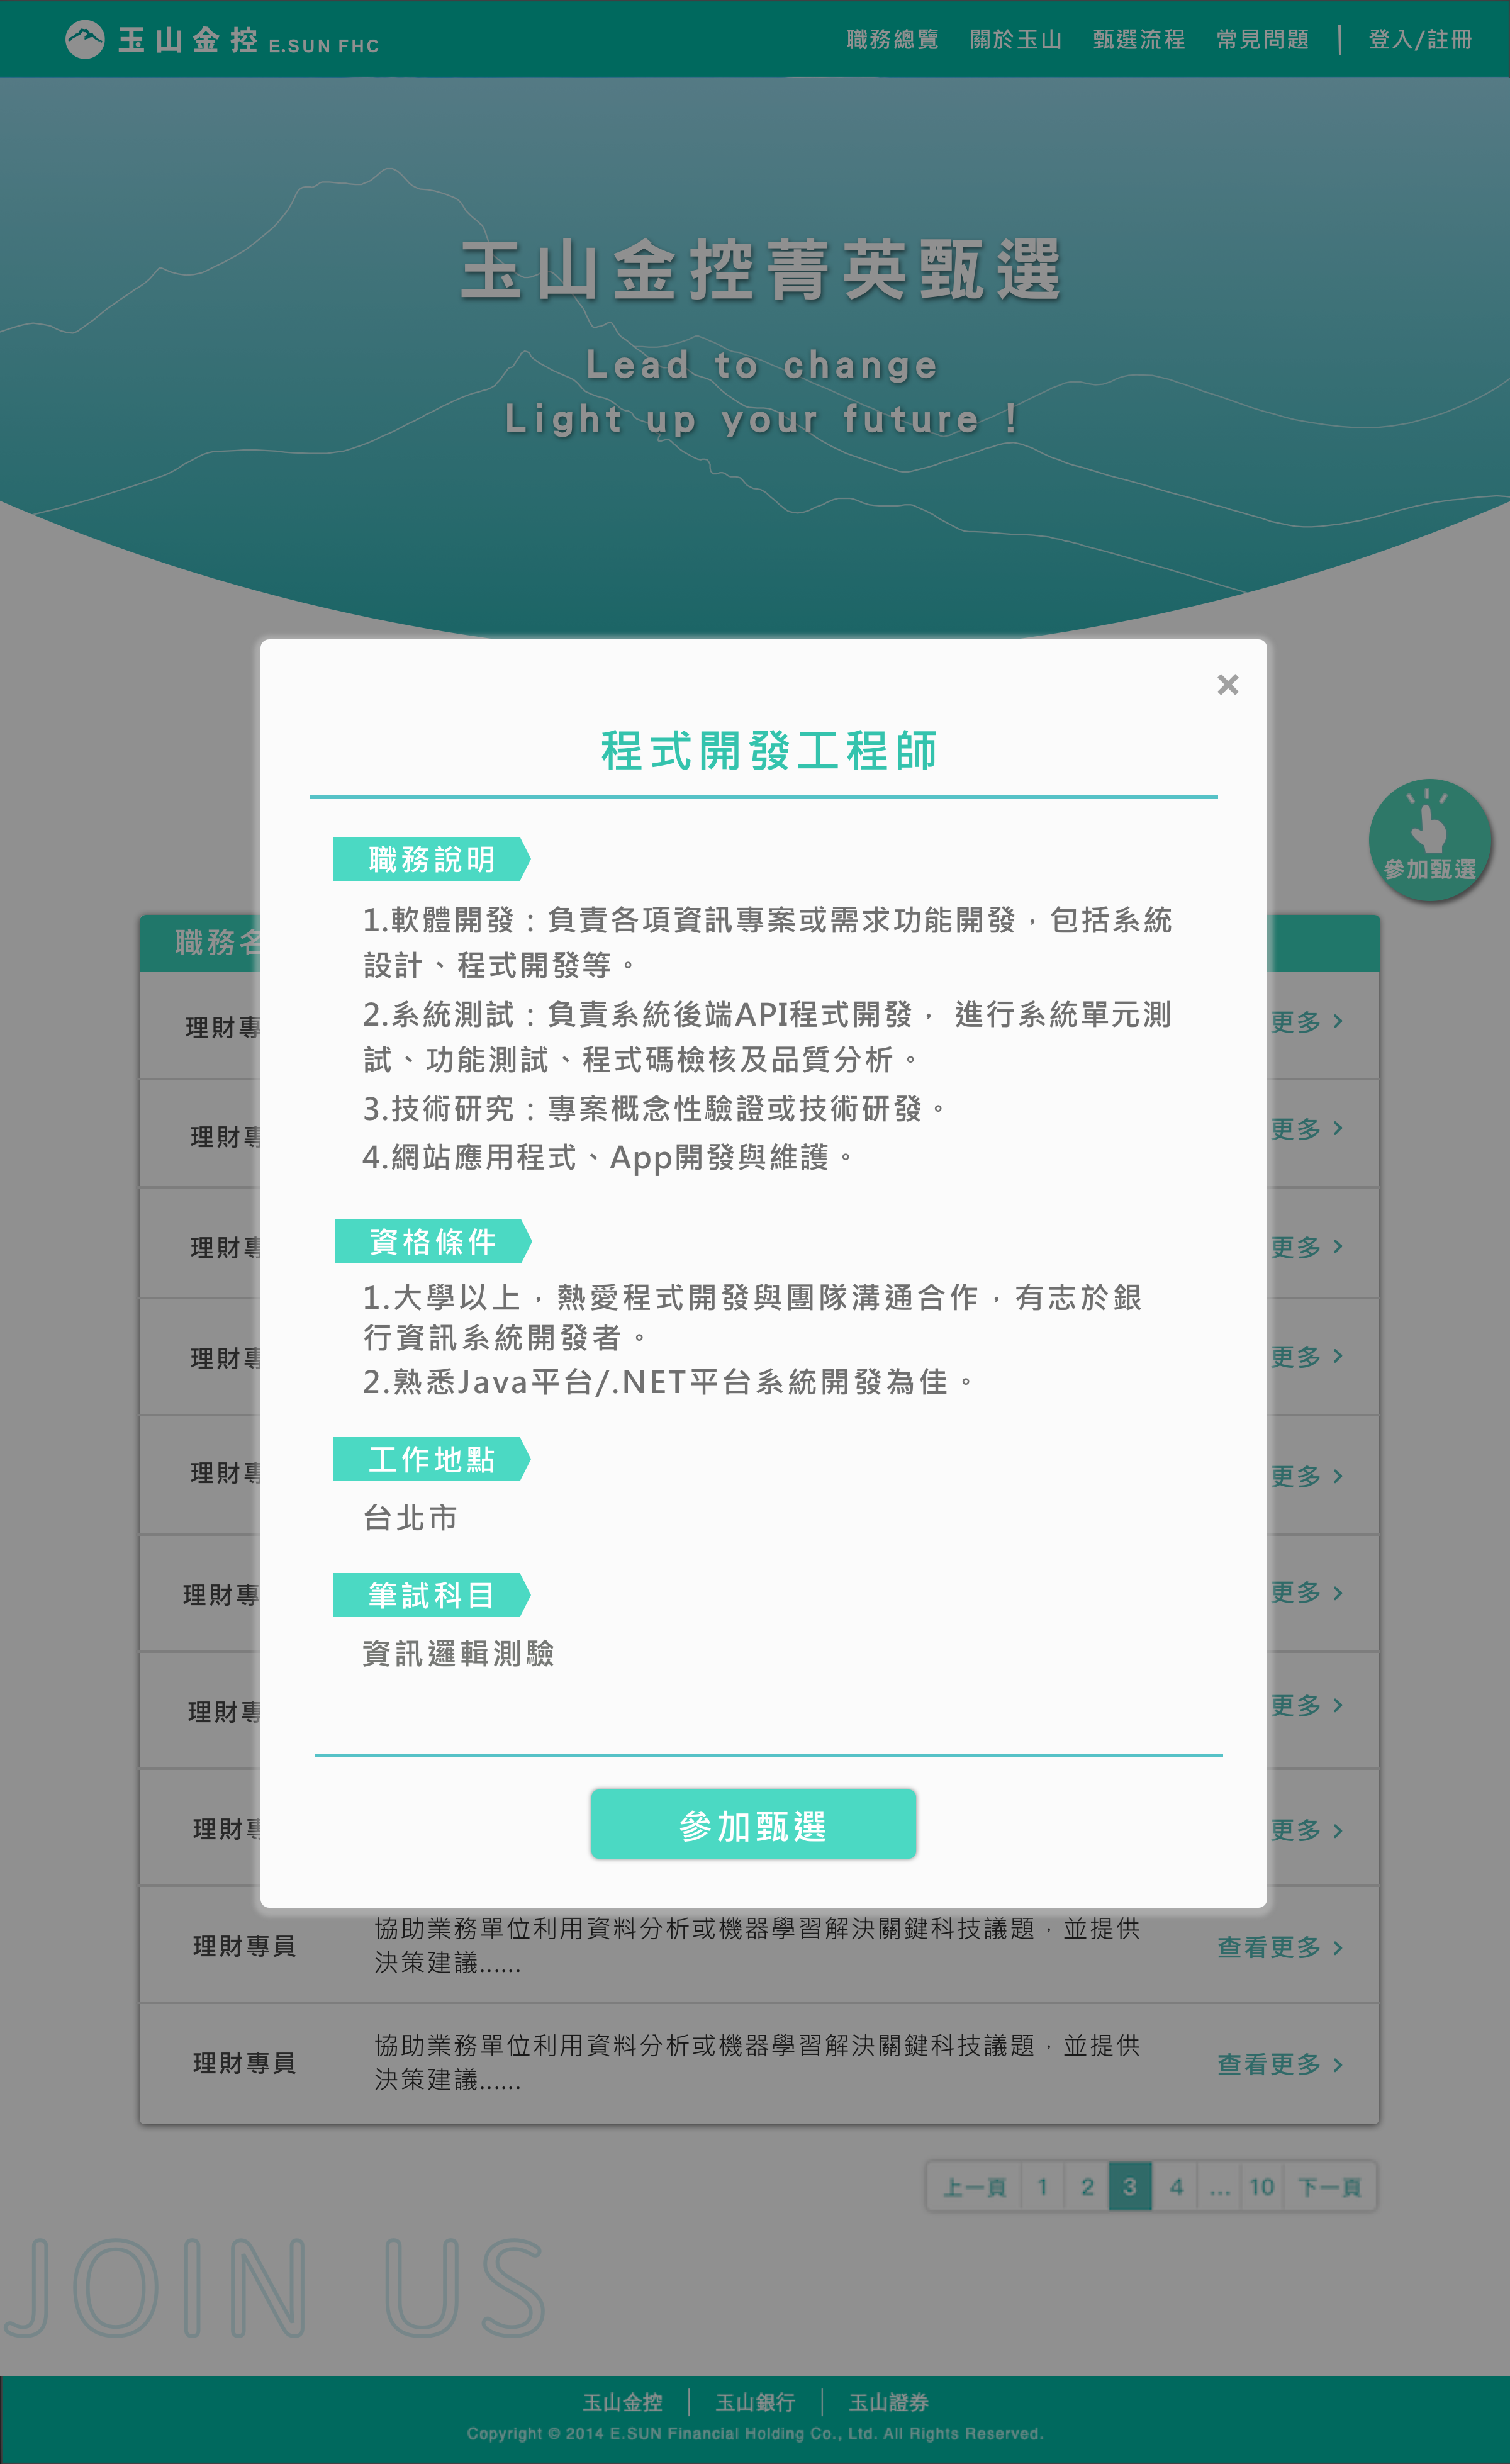 玉山金控 E.SUN FHC
職務總覽 關於玉山 甄選流程 常見問題 登入/註冊
玉山金控菁英甄選
Lead to change
Light up your future !
程式開發工程師
參加甄選
職務說明
1.軟體開發：負責各項資訊專案或需求功能開發，包括系統
設計、程式開發等。
2.系統測試：負責系統後端API程式開發， 進行系統單元測
試、功能測試、程式碼檢核及品質分析。
3.技術研究：專案概念性驗證或技術研發。
4.網站應用程式、App開發與維護。
資格條件
1.大學以上，熱愛程式開發與團隊溝通合作，有志於銀
行資訊系統開發者。
2.熟悉Java平台/.NET平台系統開發為佳。
工作地點
台北市
筆試科目
資訊邏輯測驗
參加甄選
職務名
理財專 更多 >
理財專 更多 >
理財專 更多 >
理財專 更多 >
理財專 更多 >
理財專 更多 >
理財專 更多 >
理財專 更多 >
協助業務單位利用資料分析或機器學習解決關鍵科技議題，並提供
理財專員 查看更多 >
決策建議......
協助業務單位利用資料分析或機器學習解決關鍵科技議題，並提供
理財專員 查看更多 >
決策建議......
上一頁 1 2 3 4 ... 10 下一頁
JOIN US
玉山金控 玉山銀行 玉山證券
Copyright © 2014 E.SUN Financial Holding Co., Ltd. All Rights Reserved.